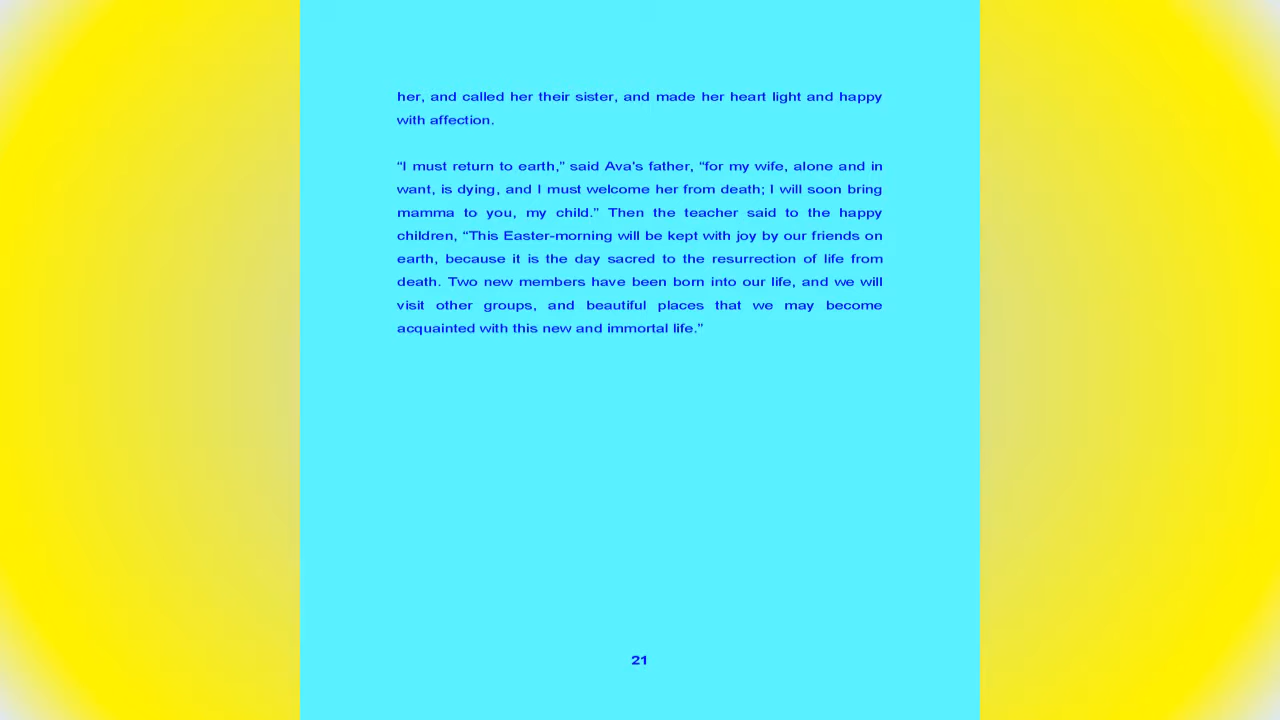 her, and called her their sister, and made her heart light and happy
with affection.
“I must return to earth,” said Ava’s father, “for my wife, alone and in
want, is dying, and I must welcome her from death; I will soon bring
mamma to you, my child.” Then the teacher said to the happy
children, “This Easter-morning will be kept with joy by our friends on
earth, because it is the day sacred to the resurrection of life from
death. Two new members have been born into our life, and we will
visit other groups, and beautiful places that we may become
acquainted with this new and immortal life.”
21